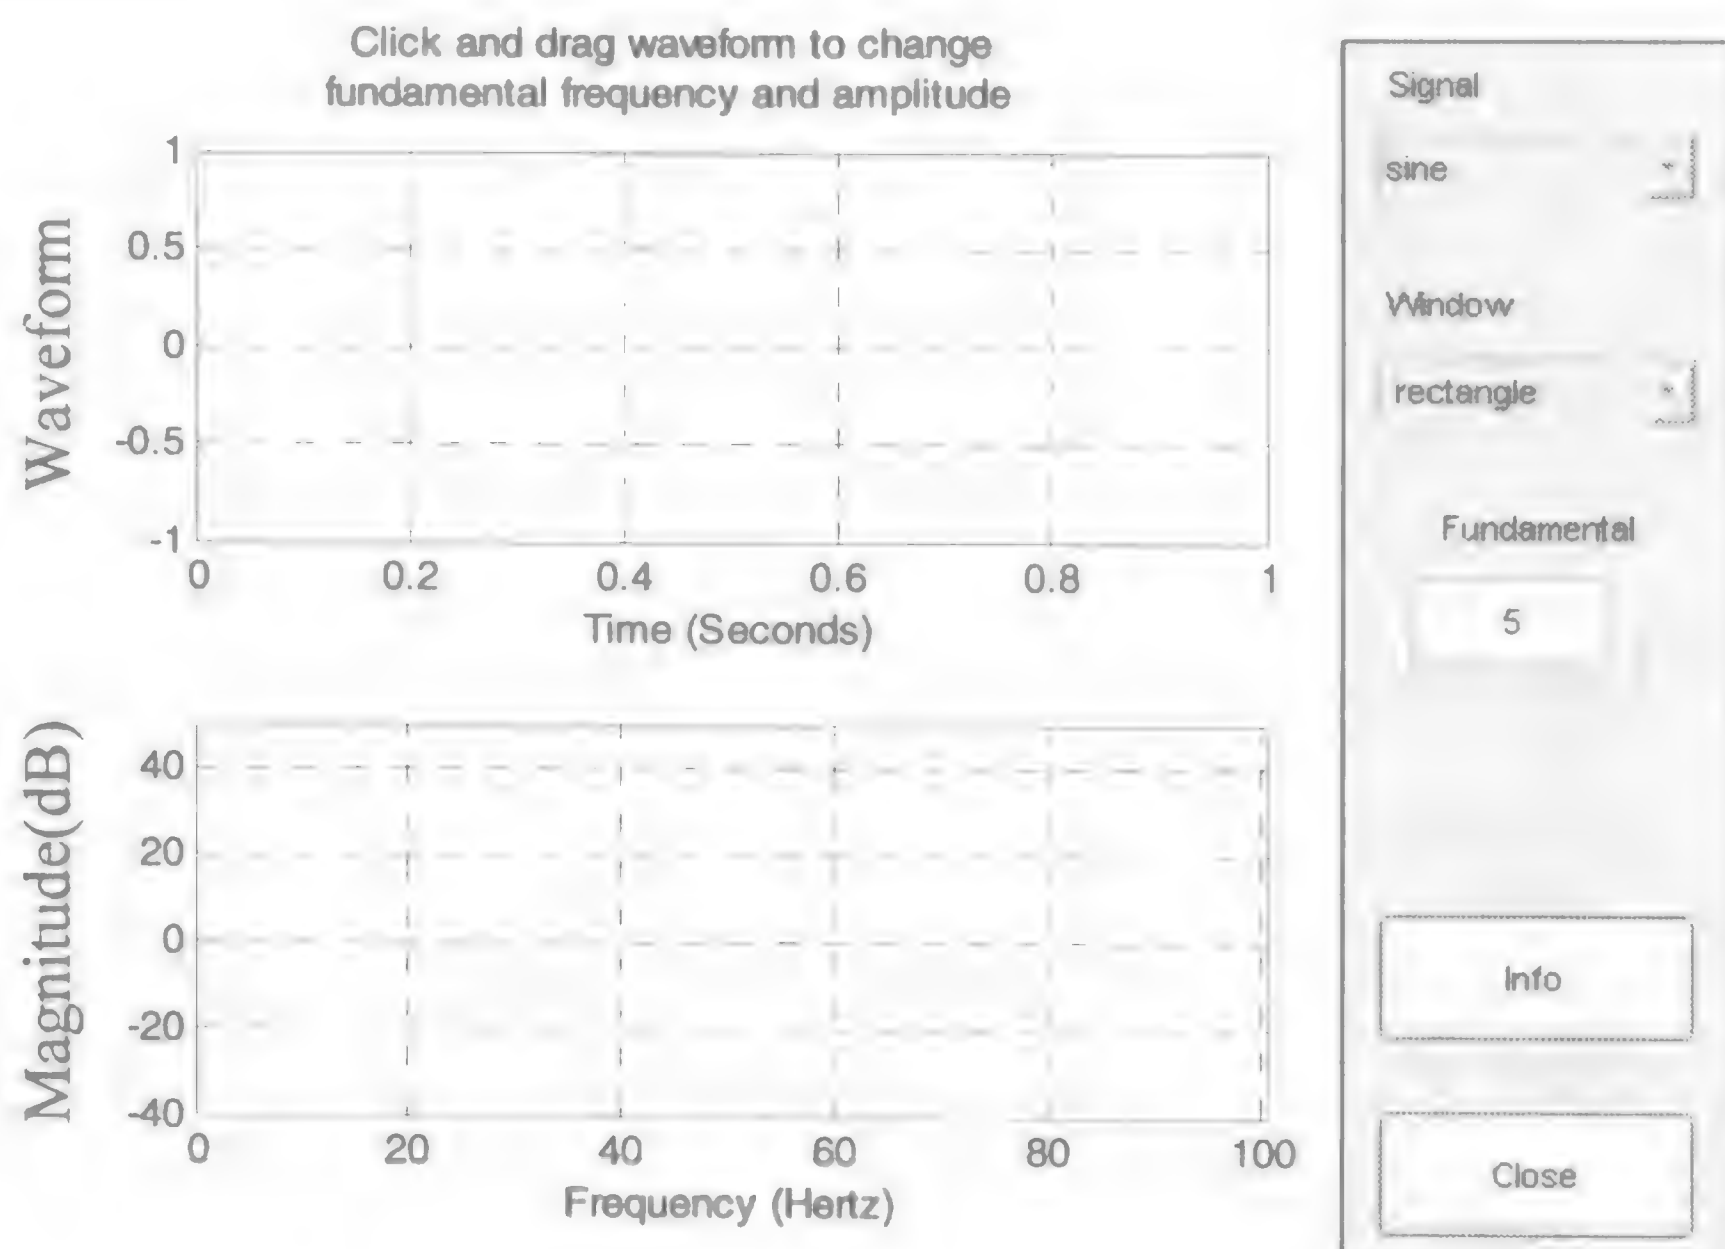 Click and drag waveform to change
fundamental frequency and amplitude
Waveform
1
0.5
0
-0.5
-1
0 0.2 0.4 0.6 0.8 1
Time (Seconds)
Magnitude(dB)
40
20
0
-20
-40
0 20 40 60 80 100
Frequency (Hertz)
Signal
sine
Window
rectangle
Fundamental
5
Info
Close